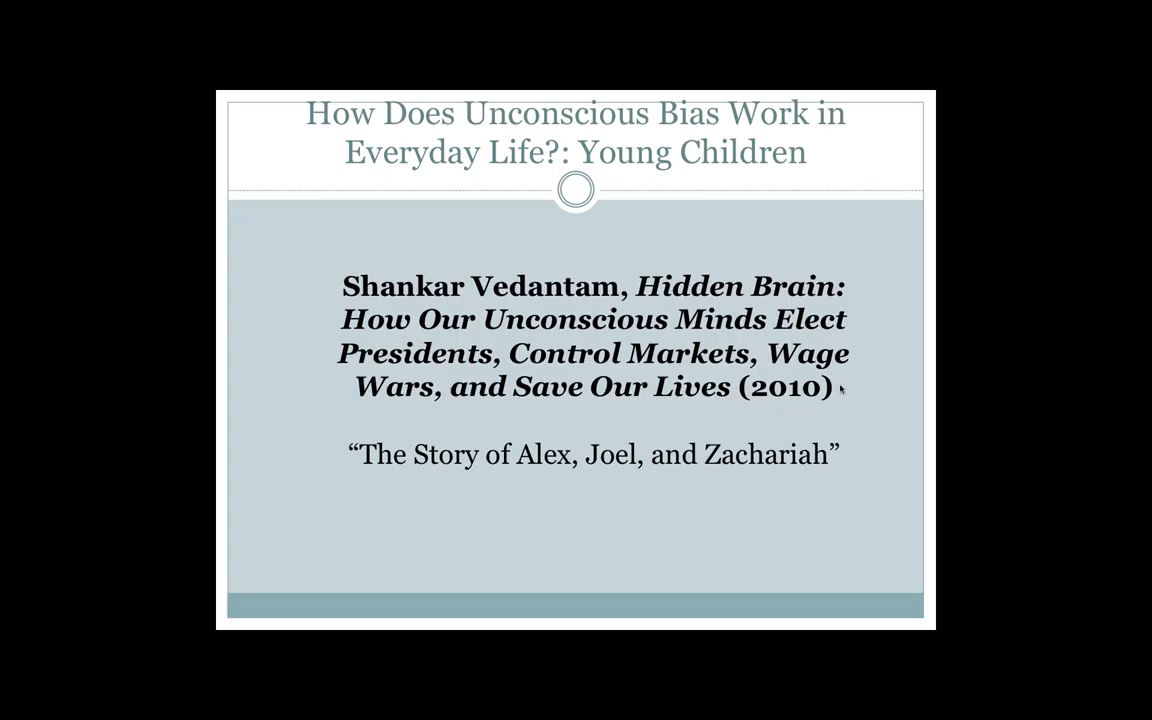 How Does Unconscious Bias Work in
Everyday Life?: Young Children
Shankar Vedantam, Hidden Brain:
How Our Unconscious Minds Elect
Presidents, Control Markets, Wage
Wars, and Save Our Lives (2010)
“The Story of Alex, Joel, and Zachariah”